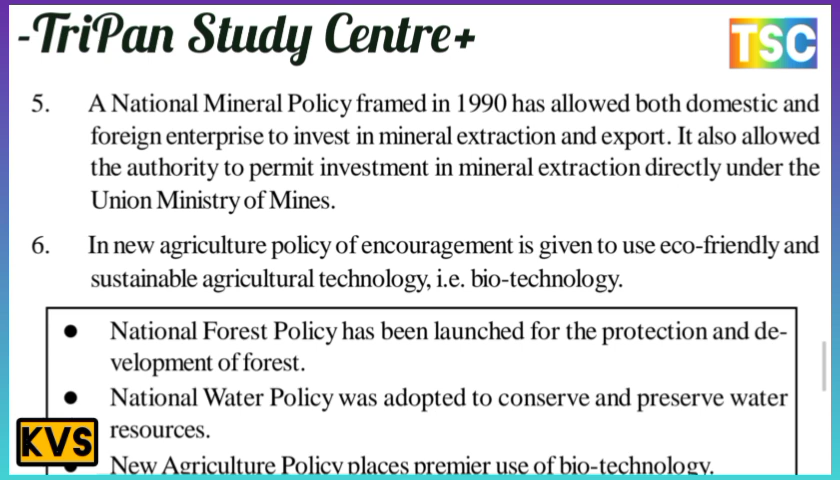 -TriPan Study Centre+
TSC
5. A National Mineral Policy framed in 1990 has allowed both domestic and
foreign enterprise to invest in mineral extraction and export. It also allowed
the authority to permit investment in mineral extraction directly under the
Union Ministry of Mines.
6. In new agriculture policy of encouragement is given to use eco-friendly and
sustainable agricultural technology, i.e. bio-technology.
● National Forest Policy has been launched for the protection and de-
velopment of forest.
● National Water Policy was adopted to conserve and preserve water
resources.
KVS
New Agriculture Policy places premier use of bio-technology.